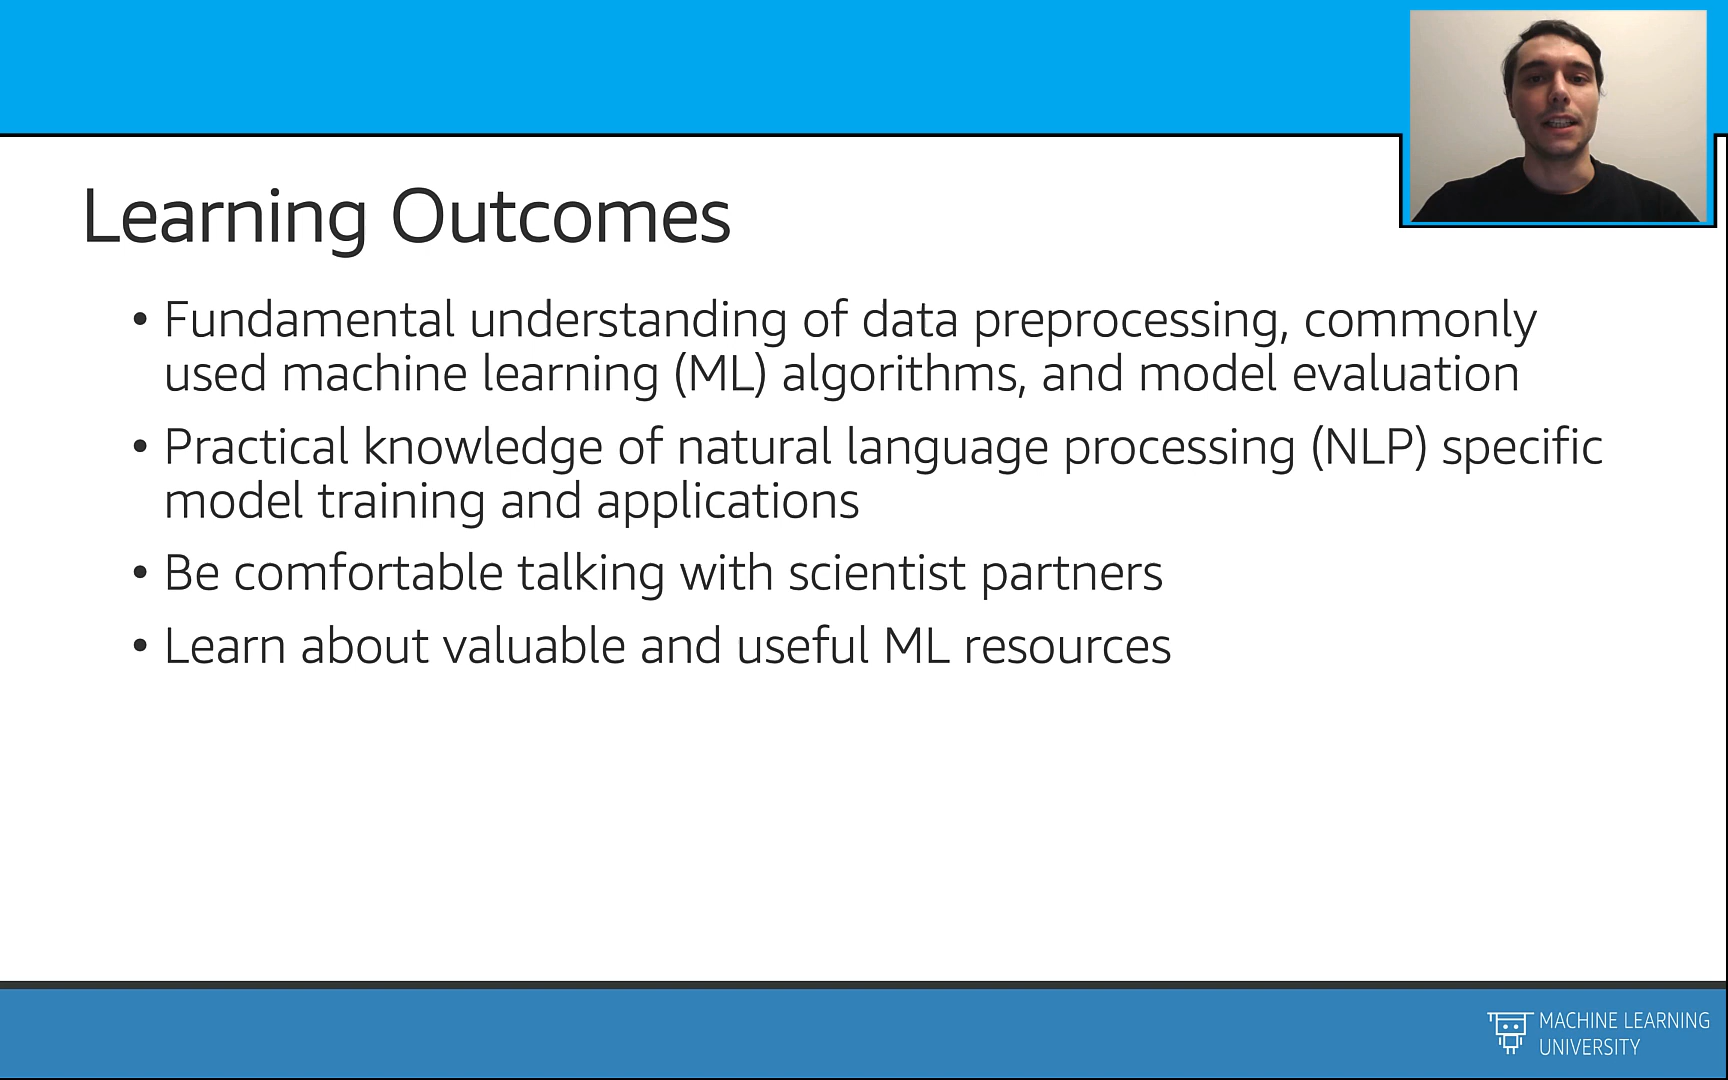 Learning Outcomes
• Fundamental understanding of data preprocessing, commonly
used machine learning (ML) algorithms, and model evaluation
• Practical knowledge of natural language processing (NLP) specific
model training and applications
• Be comfortable talking with scientist partners
• Learn about valuable and useful ML resources
MACHINE LEARNING
UNIVERSITY